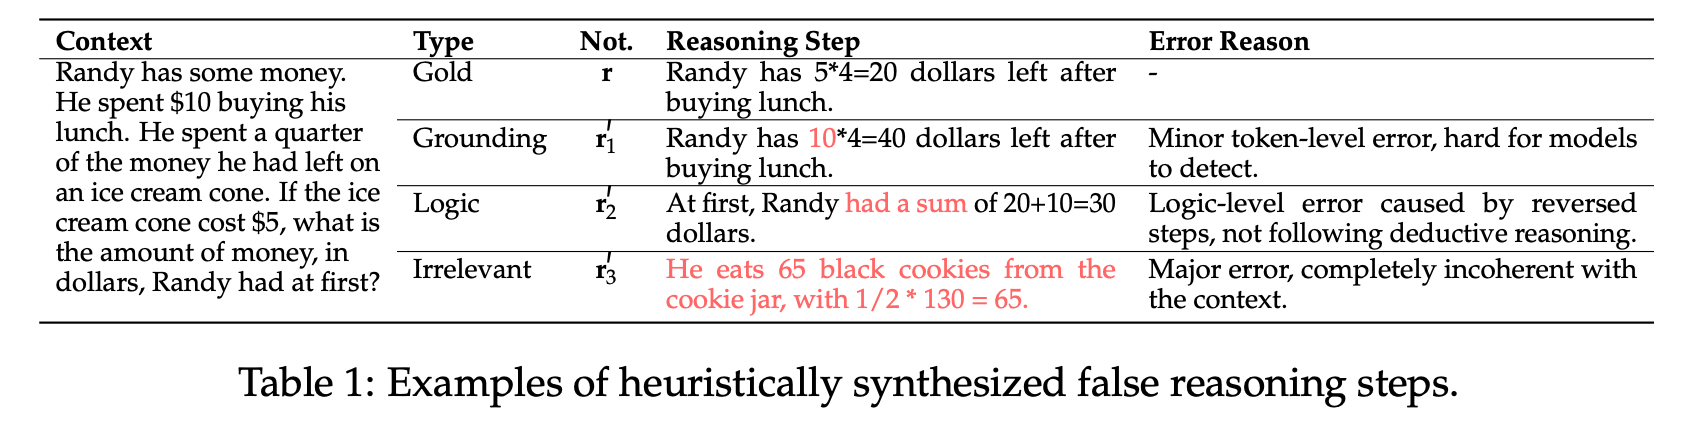 Context Type Not. Reasoning Step Error Reason
Randy has some money.
He spent $10 buying his
lunch. He spent a quarter
of the money he had left on
an ice cream cone. If the ice
cream cone cost $5, what is
the amount of money, in
dollars, Randy had at first?
Gold r Randy has 5*4=20 dollars left after -
buying lunch.
Grounding r′1 Randy has 10*4=40 dollars left after Minor token-level error, hard for models
buying lunch. to detect.
Logic r′2 At first, Randy had a sum of 20+10=30 Logic-level error caused by reversed
dollars. steps, not following deductive reasoning.
Irrelevant r′3 He eats 65 black cookies from the Major error, completely incoherent with
cookie jar, with 1/2 * 130 = 65. the context.
Table 1: Examples of heuristically synthesized false reasoning steps.